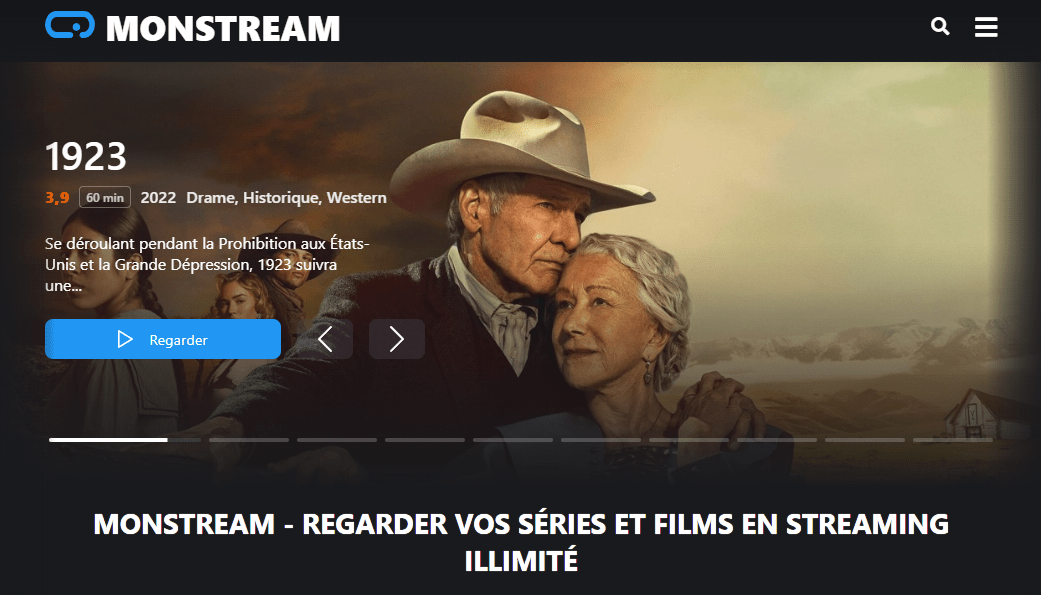 MONSTREAM
1923
3,9 60 min 2022 Drame, Historique, Western
Se déroulant pendant la Prohibition aux États-
Unis et la Grande Dépression, 1923 suivra
une...
Regarder
MONSTREAM - REGARDER VOS SÉRIES ET FILMS EN STREAMING
ILLIMITÉ